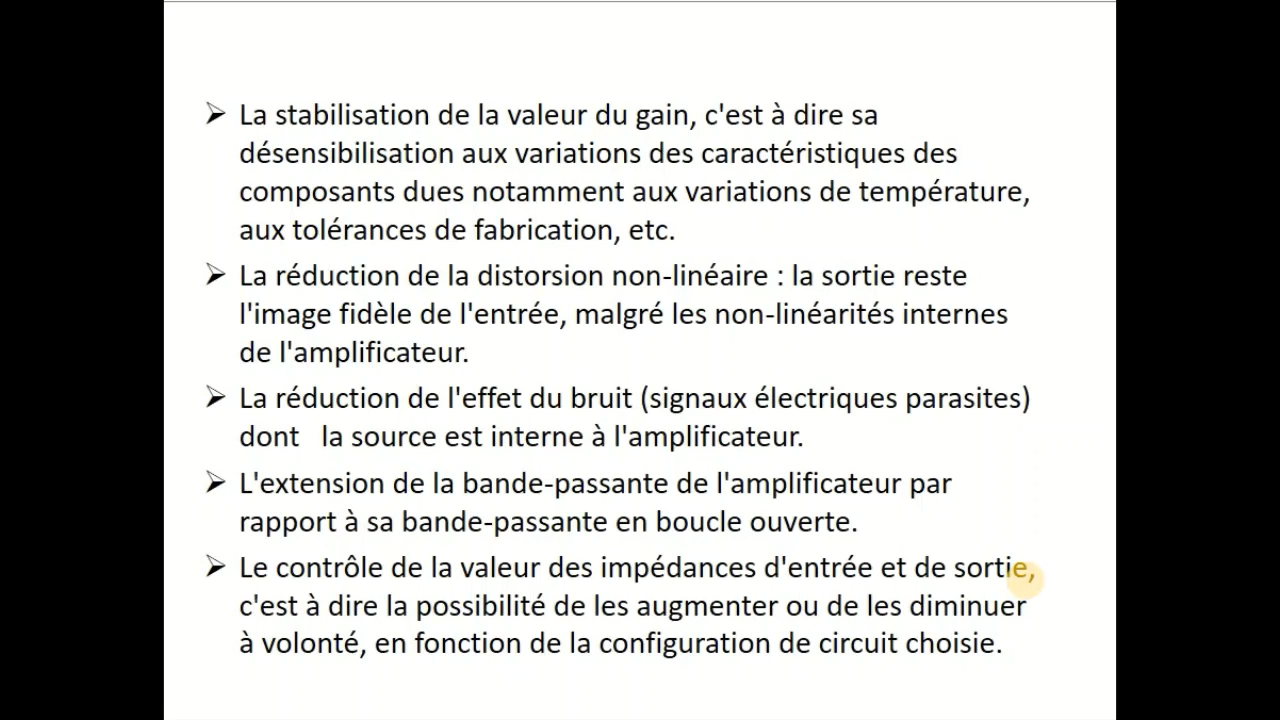 ➢ La stabilisation de la valeur du gain, c'est à dire sa
désensibilisation aux variations des caractéristiques des
composants dues notamment aux variations de température,
aux tolérances de fabrication, etc.
➢ La réduction de la distorsion non-linéaire : la sortie reste
l'image fidèle de l'entrée, malgré les non-linéarités internes
de l'amplificateur.
➢ La réduction de l'effet du bruit (signaux électriques parasites)
dont   la source est interne à l'amplificateur.
➢ L'extension de la bande-passante de l'amplificateur par
rapport à sa bande-passante en boucle ouverte.
➢ Le contrôle de la valeur des impédances d'entrée et de sortie,
c'est à dire la possibilité de les augmenter ou de les diminuer
à volonté, en fonction de la configuration de circuit choisie.